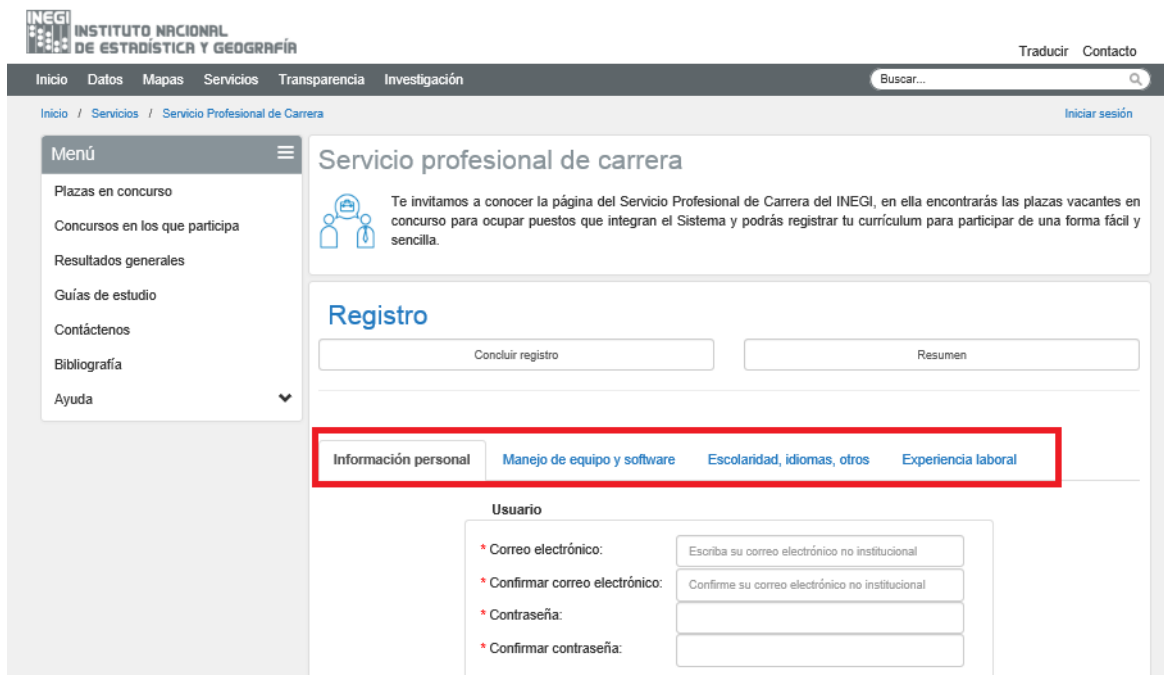 INEGI
INSTITUTO NACIONAL
DE ESTADÍSTICA Y GEOGRAFÍA
Traducir Contacto
Inicio Datos Mapas Servicios Transparencia Investigación Buscar...
Inicio / Servicios / Servicio Profesional de Carrera Iniciar sesión
Menú
Plazas en concurso
Concursos en los que participa
Resultados generales
Guías de estudio
Contáctenos
Bibliografía
Ayuda
Servicio profesional de carrera
Te invitamos a conocer la página del Servicio Profesional de Carrera del INEGI, en ella encontrarás las plazas vacantes en
concurso para ocupar puestos que integran el Sistema y podrás registrar tu currículum para participar de una forma fácil y
sencilla.
Registro
Concluir registro Resumen
Información personal Manejo de equipo y software Escolaridad, idiomas, otros Experiencia laboral
Usuario
* Correo electrónico: Escriba su correo electrónico no institucional
* Confirmar correo electrónico: Confirme su correo electrónico no institucional
* Contraseña:
* Confirmar contraseña: